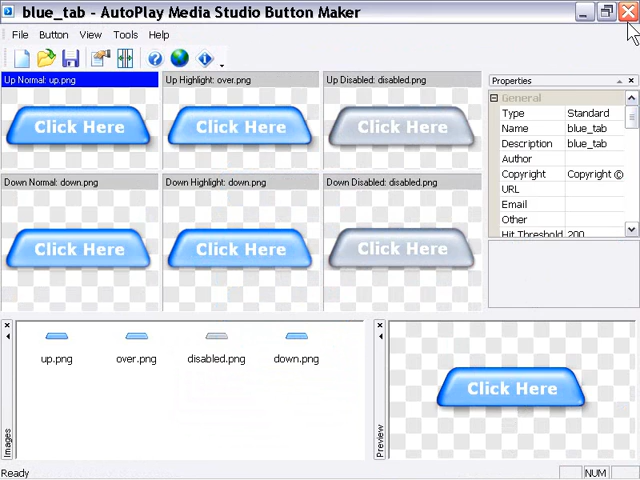 blue_tab - AutoPlay Media Studio Button Maker
File Button View Tools Help
Up Normal: up.png
Up Highlight: over.png
Up Disabled: disabled.png
Click Here
Click Here
Click Here
Down Normal: down.png
Down Highlight: down.png
Down Disabled: disabled.png
Click Here
Click Here
Click Here
Properties
General
Type Standard
Name blue_tab
Description blue_tab
Author
Copyright Copyright ©
URL
Email
Other
Hit Threshold 200
Images
up.png
over.png
disabled.png
down.png
Preview
Click Here
Ready
NUM